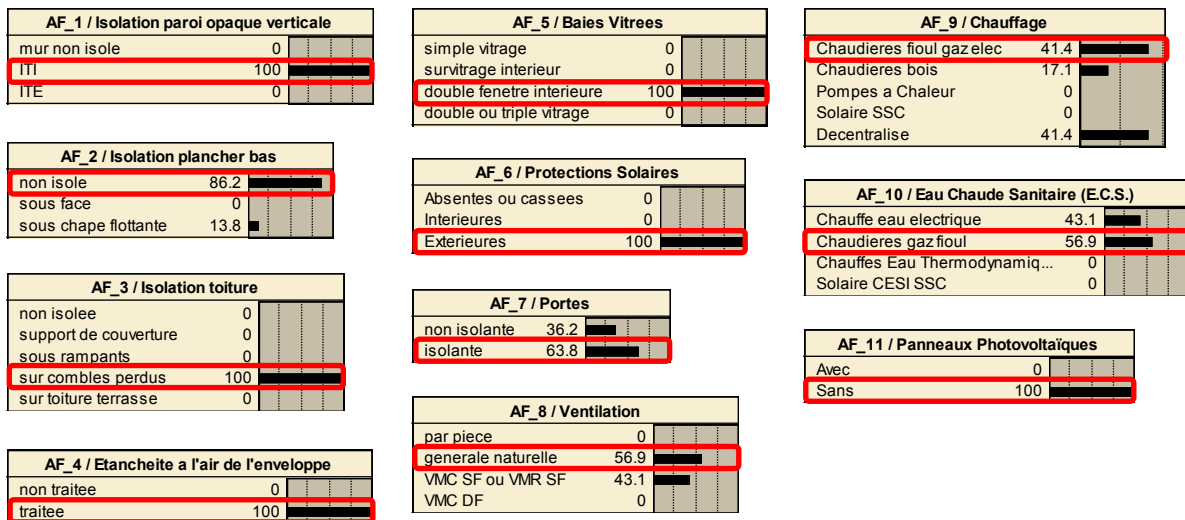 AF_1 / Isolation paroi opaque verticale
mur non isole 0
ITI 100
ITE 0
AF_2 / Isolation plancher bas
non isole 86.2
sous face 0
sous chape flottante 13.8
AF_3 / Isolation toiture
non isolee 0
support de couverture 0
sous rampants 0
sur combles perdus 100
sur toiture terrasse 0
AF_4 / Etancheite a l'air de l'enveloppe
non traitee 0
traitee 100
AF_5 / Baies Vitrees
simple vitrage 0
survitrage interieur 0
double fenetre interieure 100
double ou triple vitrage 0
AF_6 / Protections Solaires
Absentes ou cassees 0
Interieures 0
Exterieures 100
AF_7 / Portes
non isolante 36.2
isolante 63.8
AF_8 / Ventilation
par piece 0
generale naturelle 56.9
VMC SF ou VMR SF 43.1
VMC DF 0
AF_9 / Chauffage
Chaudieres fioul gaz elec 41.4
Chaudieres bois 17.1
Pompes a Chaleur 0
Solaire SSC 0
Decentralise 41.4
AF_10 / Eau Chaude Sanitaire (E.C.S.)
Chauffe eau electrique 43.1
Chaudieres gaz fioul 56.9
Chauffes Eau Thermodynamiq... 0
Solaire CESI SSC 0
AF_11 / Panneaux Photovoltaïques
Avec 0
Sans 100